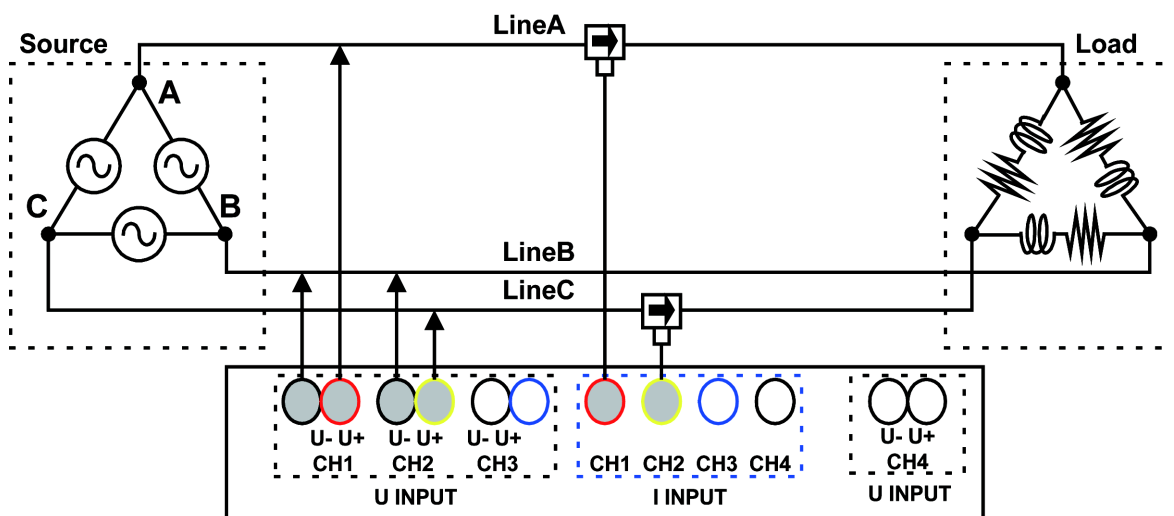 LineA
Source
Load
A
C
B
LineB
LineC
U- U+
U- U+
U- U+
U- U+
CH1
CH2
CH3
CH1
CH2
CH3
CH4
CH4
U INPUT
I INPUT
U INPUT